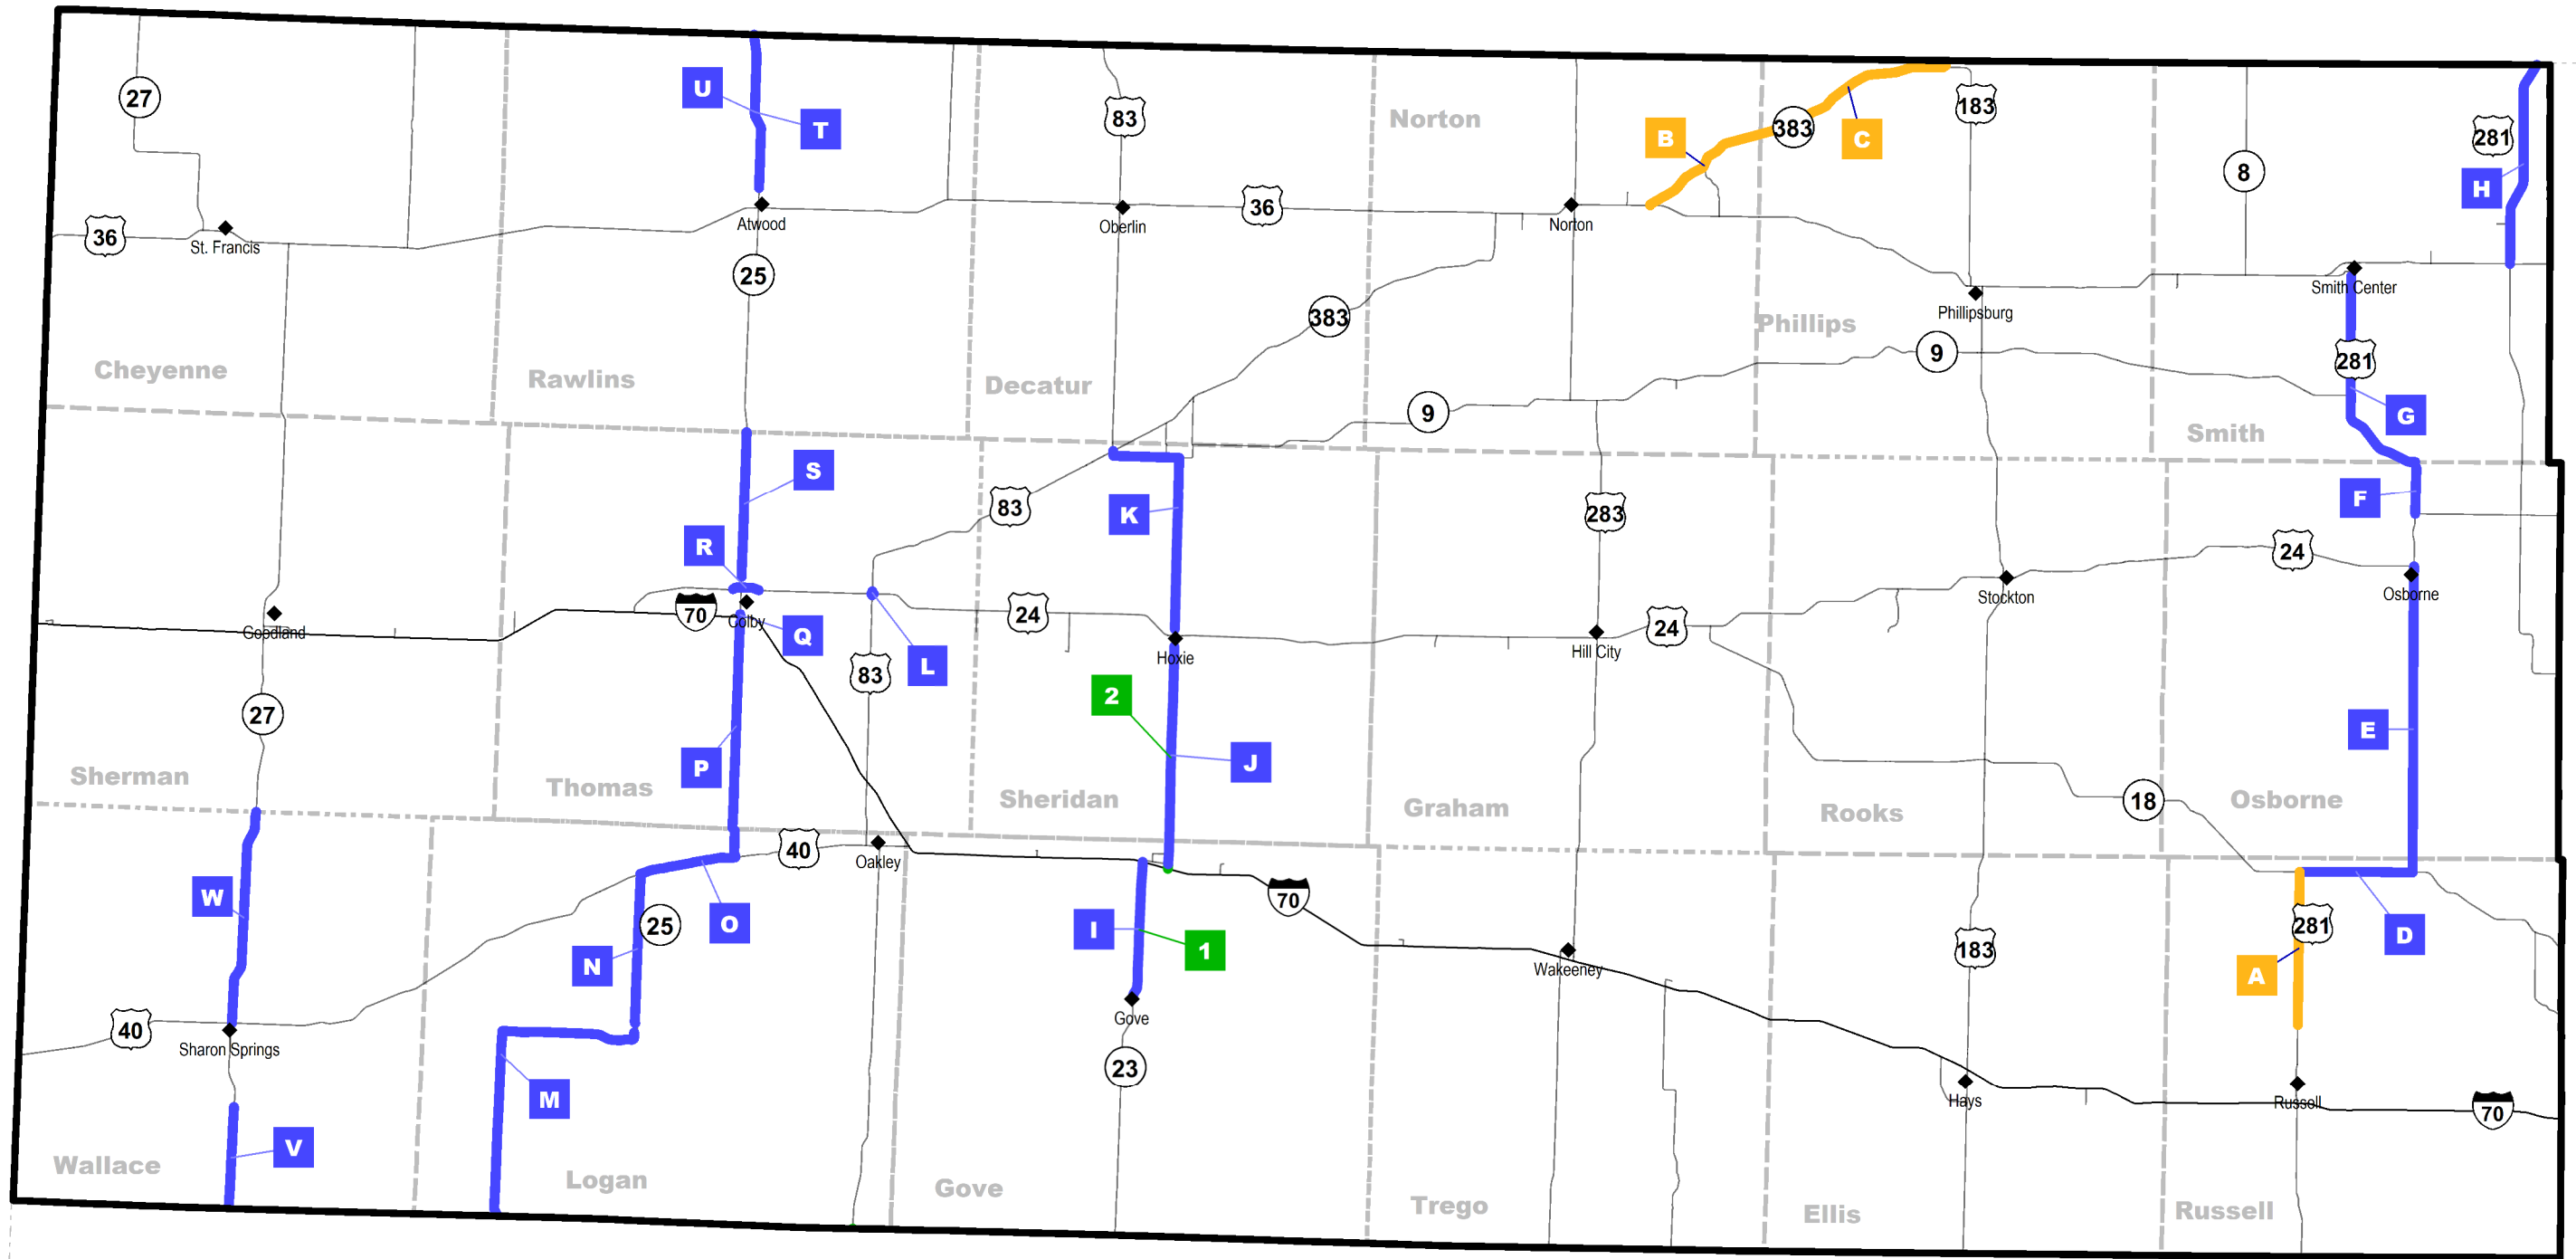 27
U
T
83
Norton
B
383
C
183
281
8
H
36
St. Francis
Atwood
Oberlin
36
Norton
25
Smith Center
Phillipsburg
383
Phillips
9
281
Cheyenne
Rawlins
Decatur
9
G
Smith
S
83
K
283
F
R
24
70
Colby
24
Stockton
Osborne
Goodland
Q
L
83
Hoxie
Hill City
24
27
2
E
P
J
Sherman
Thomas
Sheridan
Graham
Rooks
18
Osborne
40
Oakley
W
O
25
70
I
1
281
D
N
Wakeeney
183
A
40
Sharon Springs
Gove
23
M
Hays
Russell
70
V
Wallace
Logan
Gove
Trego
Ellis
Russell